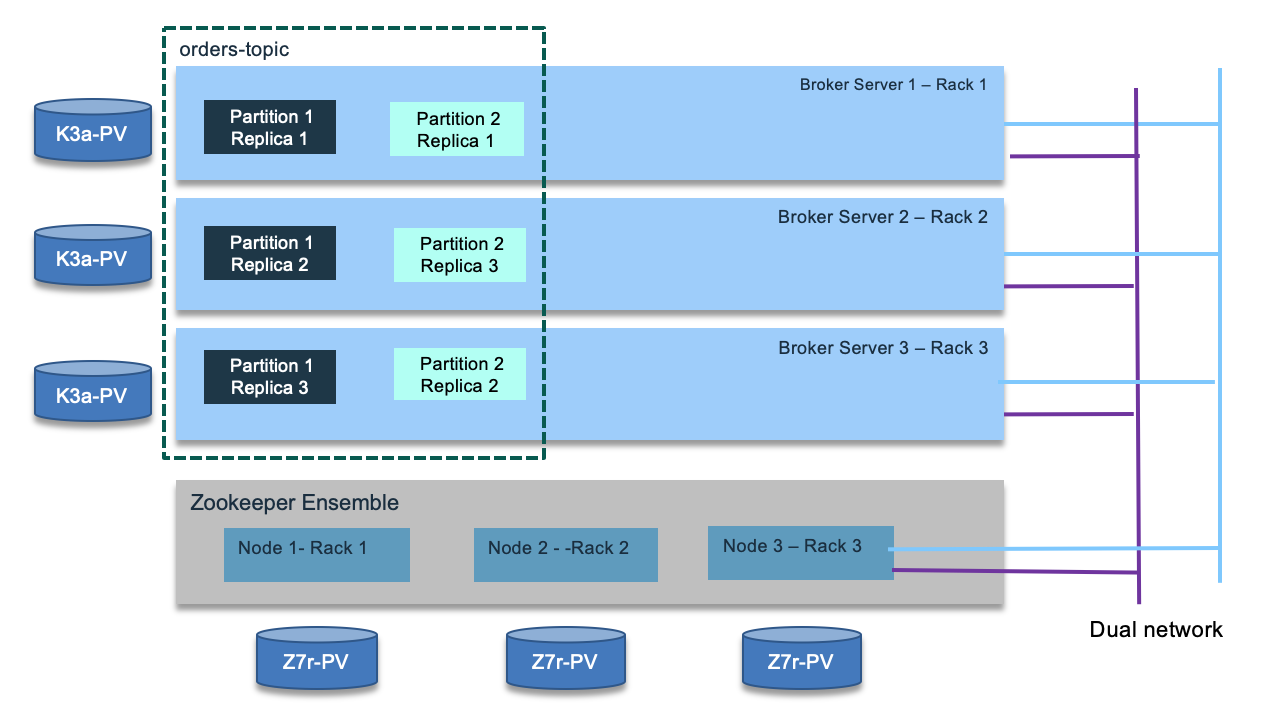 orders-topic
Broker Server 1 – Rack 1
K3a-PV
Partition 1
Replica 1
Partition 2
Replica 1
Broker Server 2 – Rack 2
K3a-PV
Partition 1
Replica 2
Partition 2
Replica 3
Broker Server 3 – Rack 3
K3a-PV
Partition 1
Replica 3
Partition 2
Replica 2
Zookeeper Ensemble
Node 1- Rack 1
Node 2 - -Rack 2
Node 3 – Rack 3
Dual network
Z7r-PV
Z7r-PV
Z7r-PV